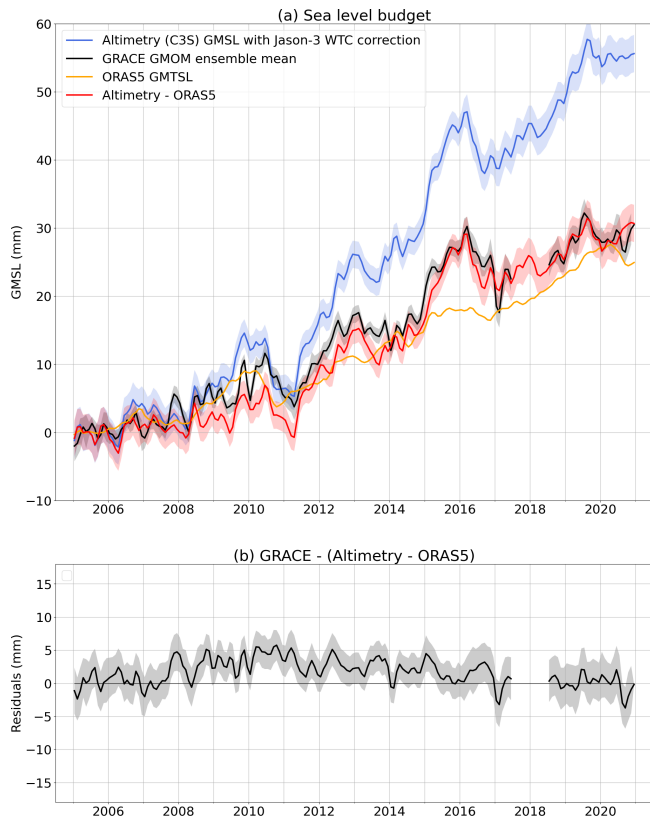 (a) Sea level budget
60
50
40
30
20
10
0
−10
GMSL (mm)
Altimetry (C3S) GMSL with Jason-3 WTC correction
GRACE GMOM ensemble mean
ORAS5 GMTSL
Altimetry - ORAS5
2006 2008 2010 2012 2014 2016 2018 2020
(b) GRACE - (Altimetry - ORAS5)
15
10
5
0
−5
−10
−15
Residuals (mm)
2006 2008 2010 2012 2014 2016 2018 2020